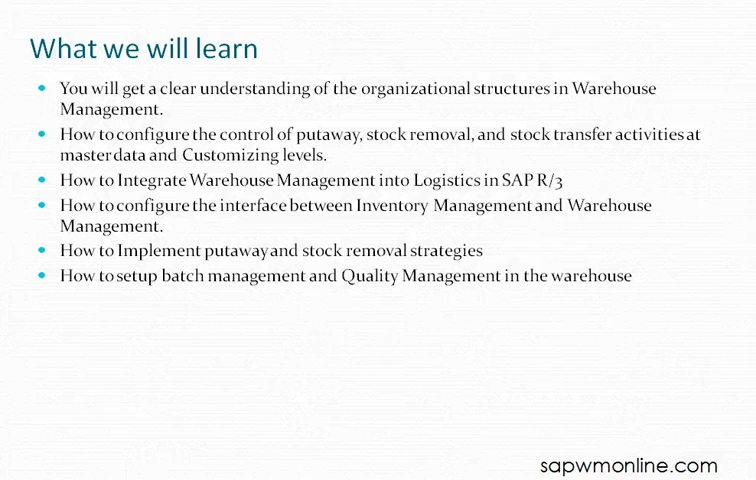 What we will learn
You will get a clear understanding of the organizational structures in Warehouse
Management.
How to configure the control of putaway, stock removal, and stock transfer activities at
master data and Customizing levels.
How to Integrate Warehouse Management into Logistics in SAP R/3
How to configure the interface between Inventory Management and Warehouse
Management.
How to Implement putaway and stock removal strategies
How to setup batch management and Quality Management in the warehouse
sapwmonline.com